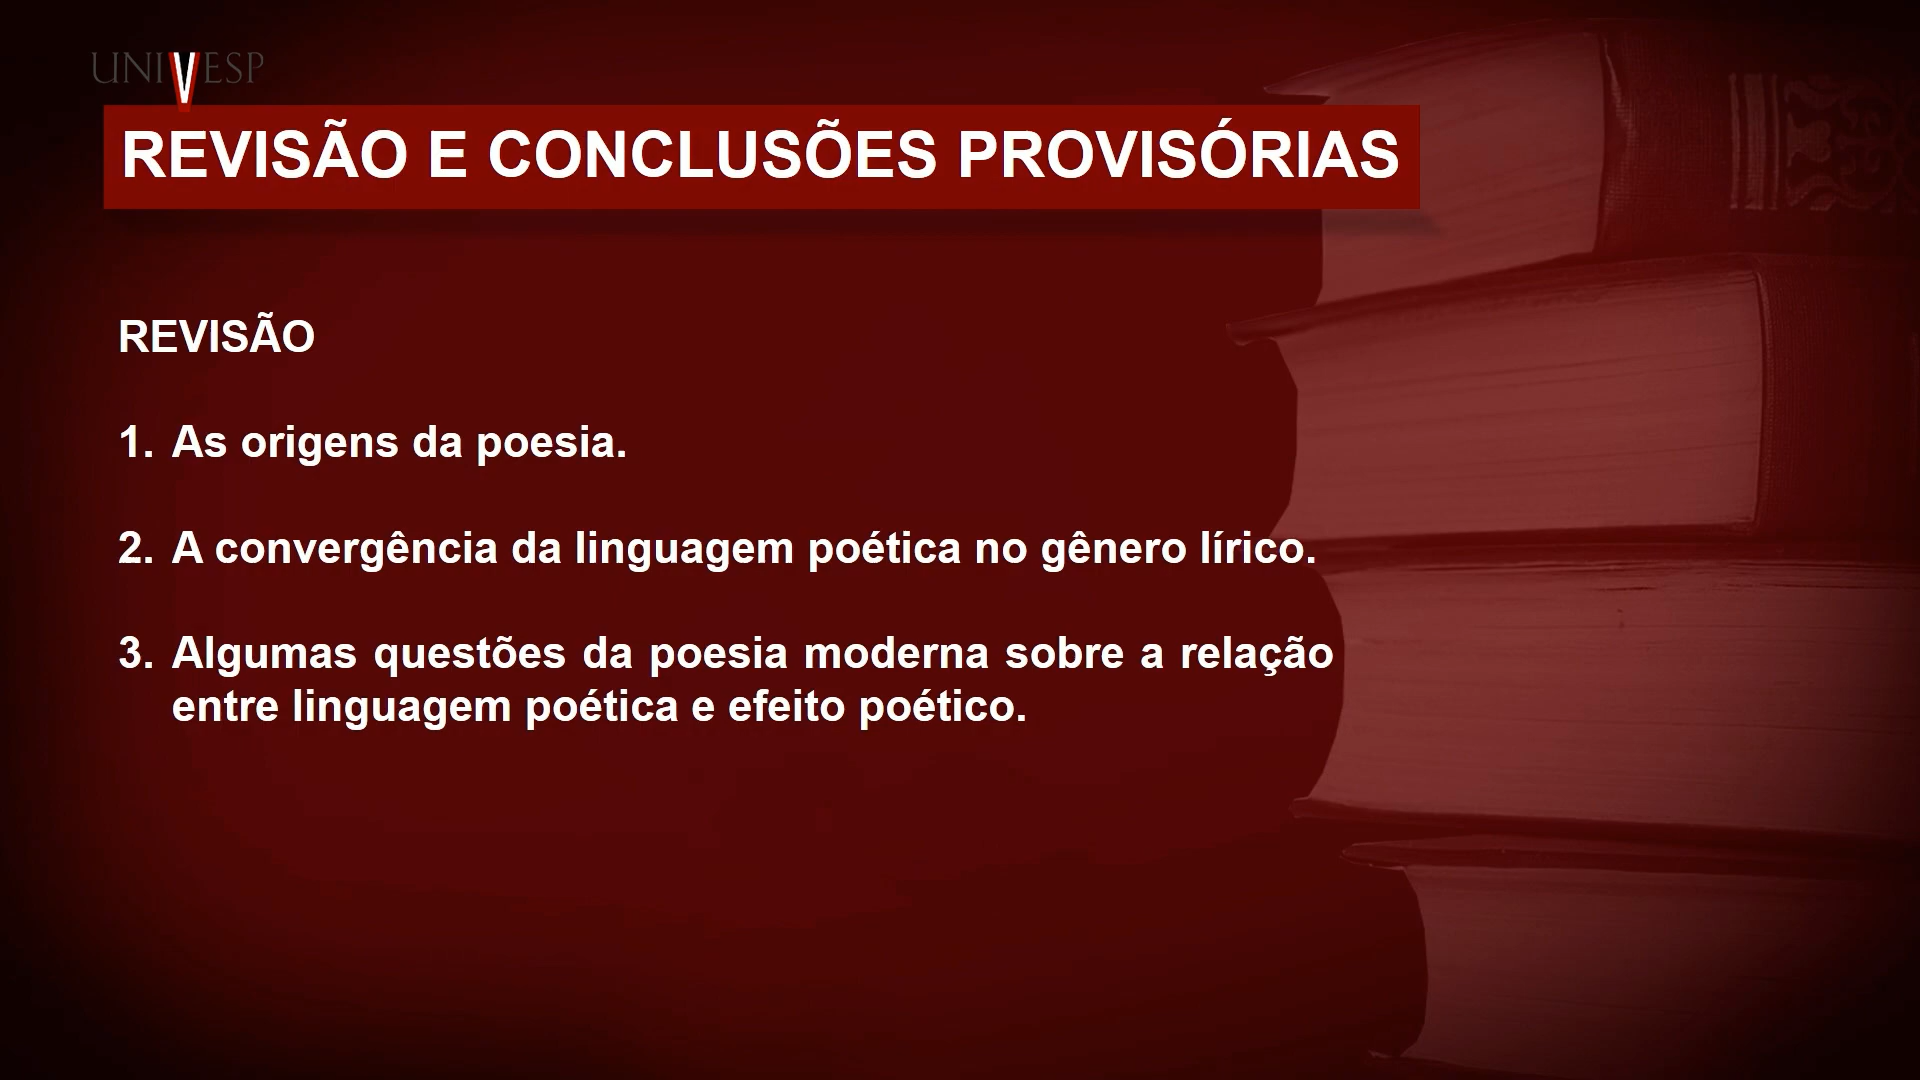 UNIVESP
REVISÃO E CONCLUSÕES PROVISÓRIAS
REVISÃO
1. As origens da poesia.
2. A convergência da linguagem poética no gênero lírico.
3. Algumas questões da poesia moderna sobre a relação
entre linguagem poética e efeito poético.